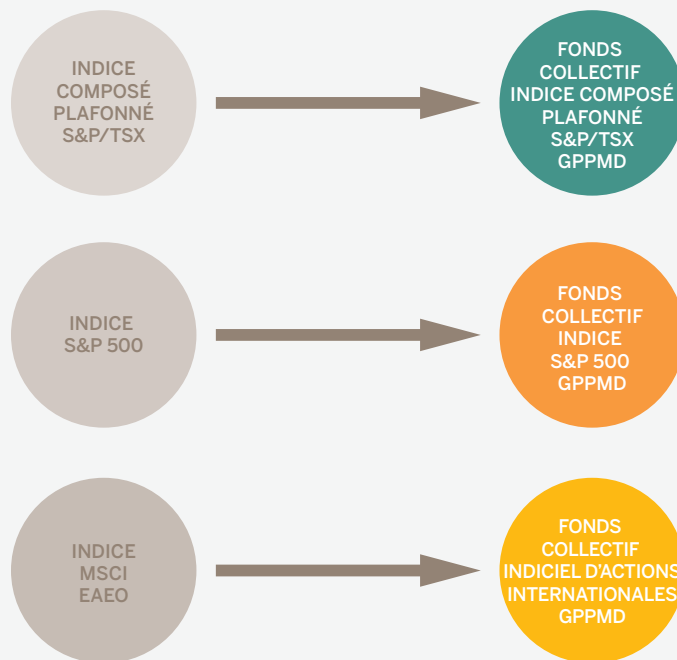 INDICE
COMPOSÉ
PLAFONNÉ
S&P/TSX
FONDS
COLLECTIF
INDICE COMPOSÉ
PLAFONNÉ
S&P/TSX
GPPMD
INDICE
S&P 500
FONDS
COLLECTIF
INDICE
S&P 500
GPPMD
INDICE
MSCI
EAEO
FONDS
COLLECTIF
INDICIEL D'ACTIONS
INTERNATIONALES
GPPMD